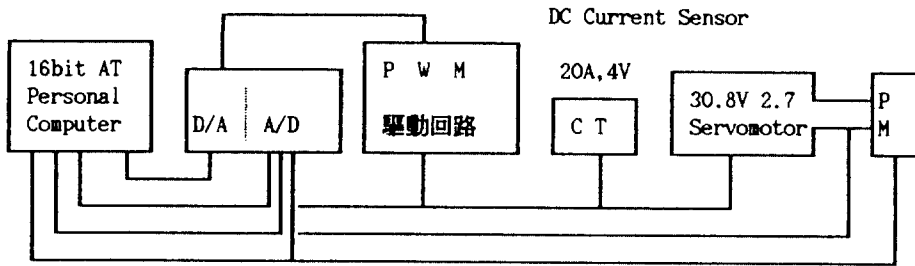 DC Current Sensor
16bit AT
Personal
Computer
D/A
A/D
P W M
驅動回路
20A,4V
C T
30.8V 2.7
Servomotor
P
M